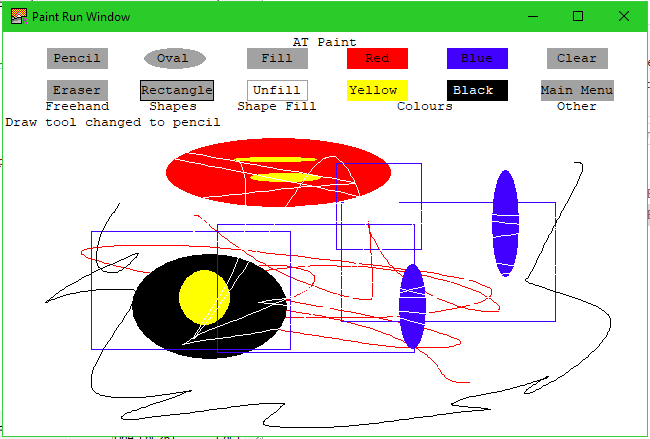 Paint Run Window
AT Paint
Pencil Oval Fill Red Blue Clear
Eraser Rectangle Unfill Yellow Black Main Menu
Freehand Shapes Shape Fill Colours Other
Draw tool changed to pencil